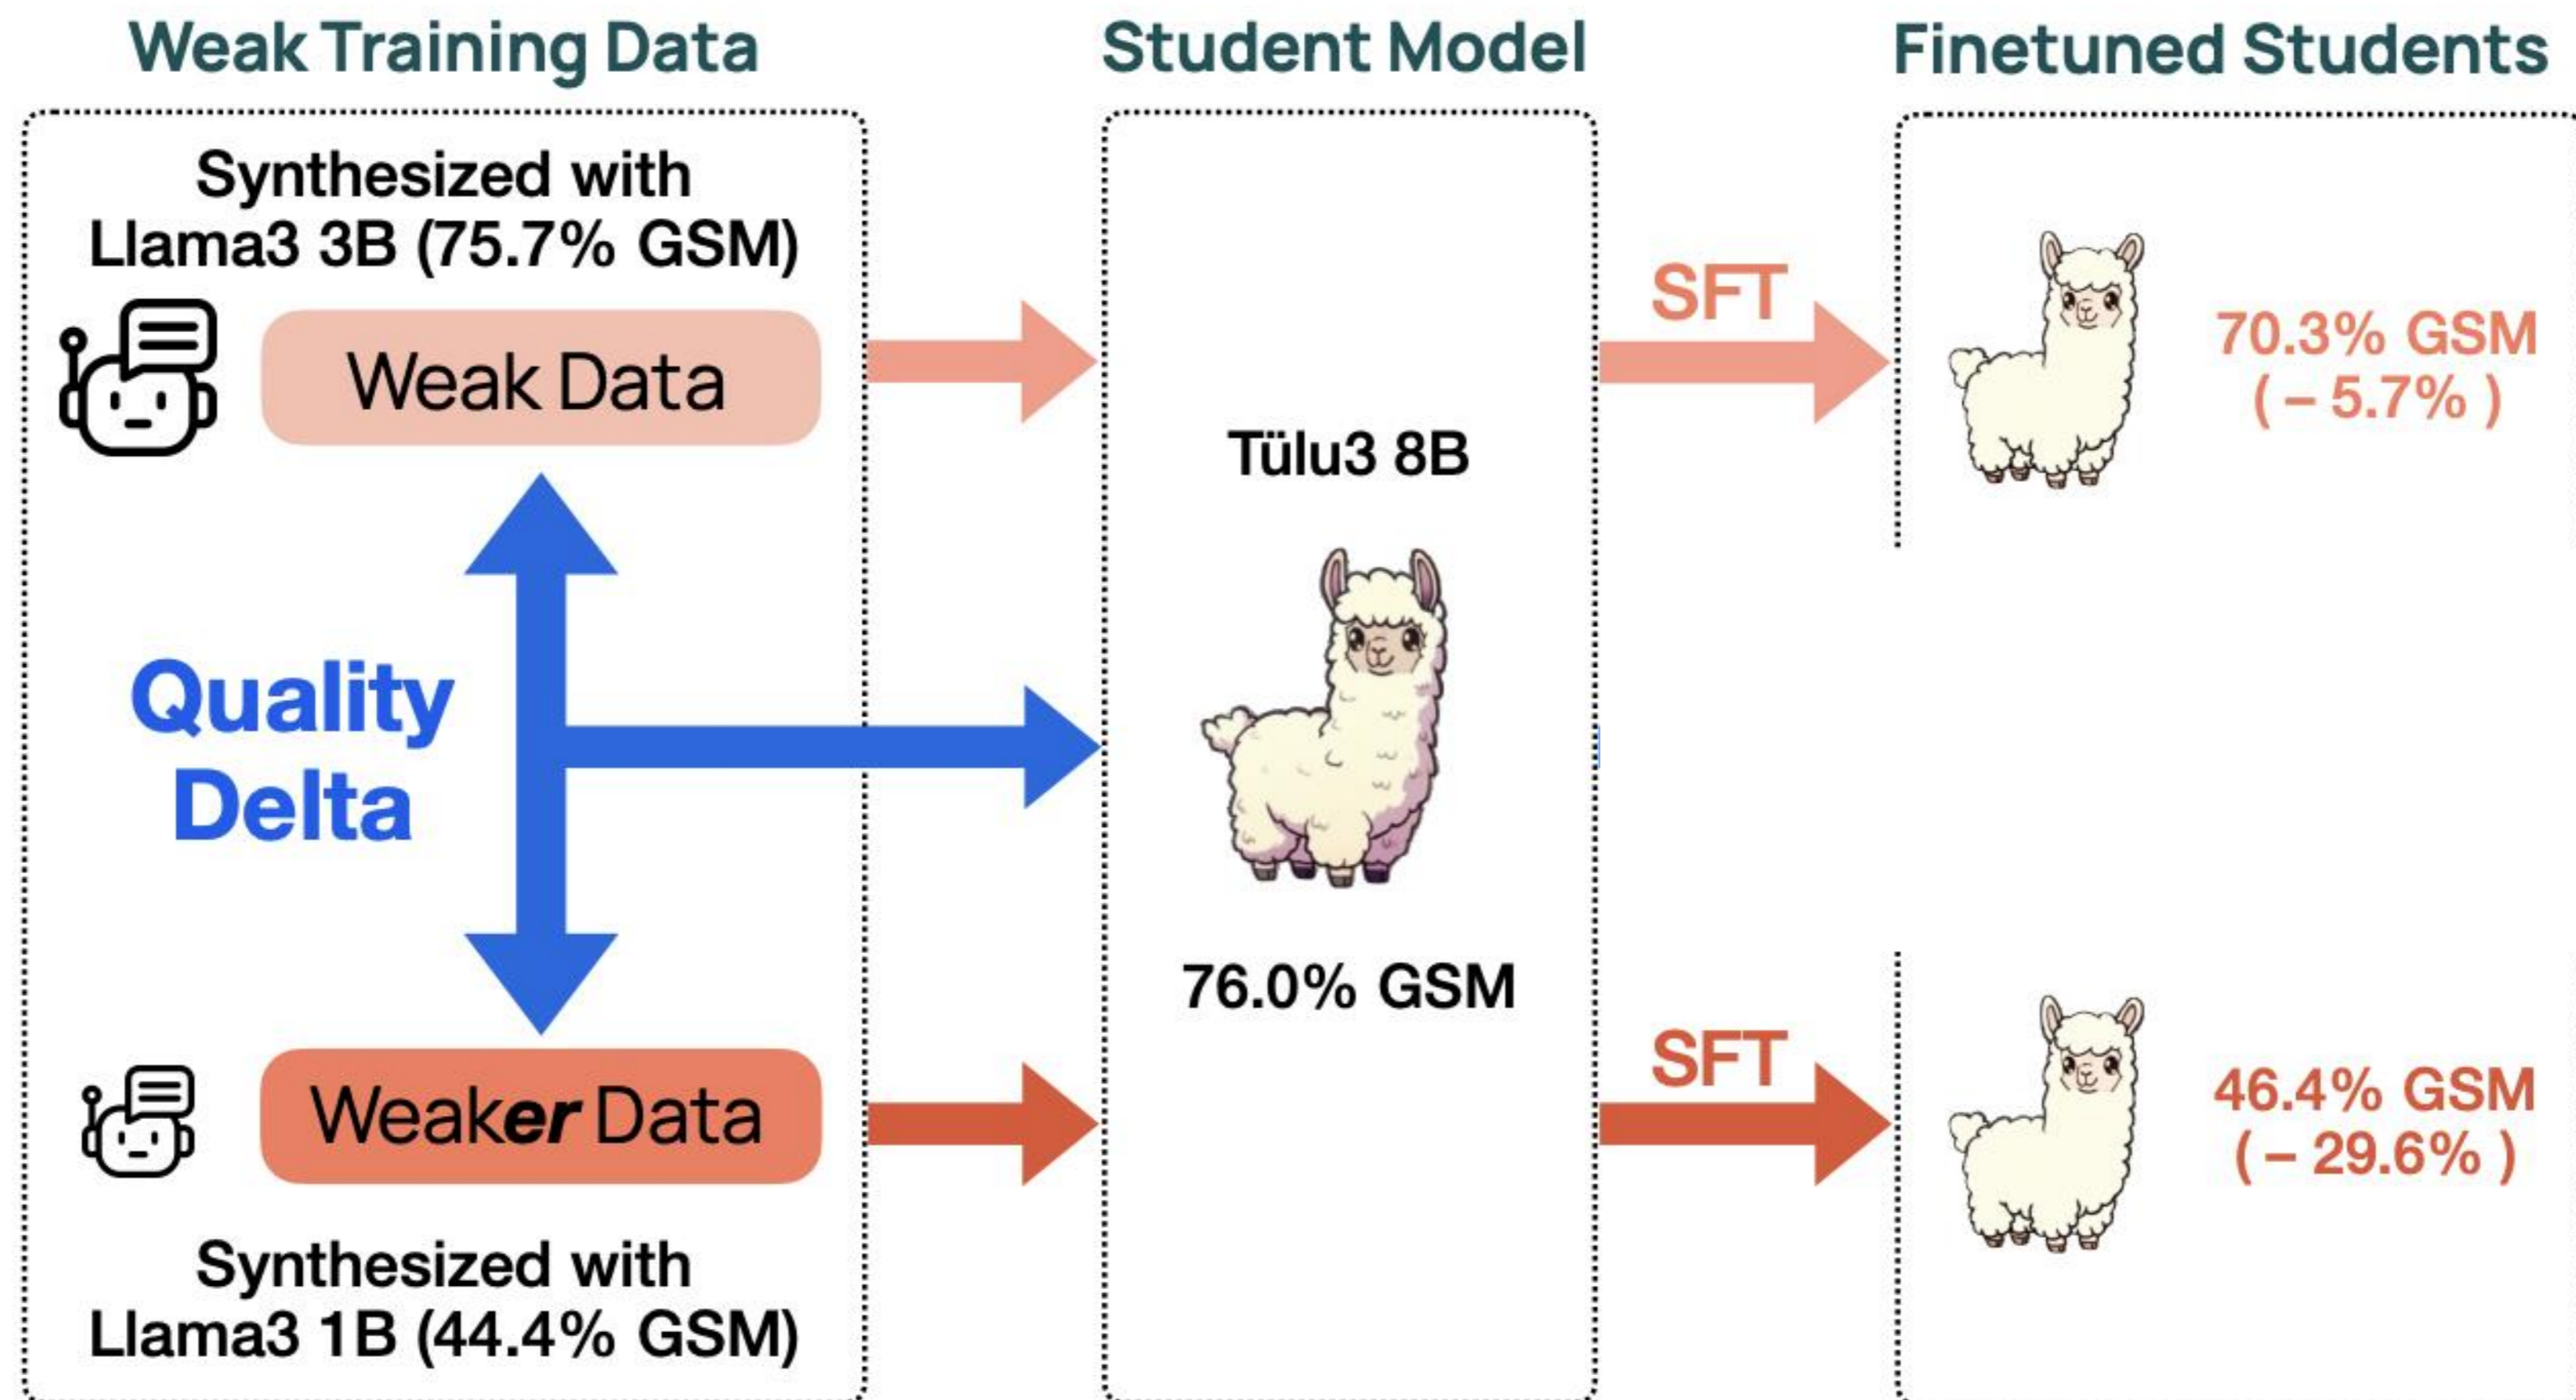 Weak Training Data
Synthesized with
Llama3 3B (75.7% GSM)
Weak Data
Quality
Delta
Weaker Data
Synthesized with
Llama3 1B (44.4% GSM)
Student Model
Tülu3 8B
76.0% GSM
SFT
SFT
Finetuned Students
70.3% GSM
( – 5.7% )
46.4% GSM
( – 29.6% )